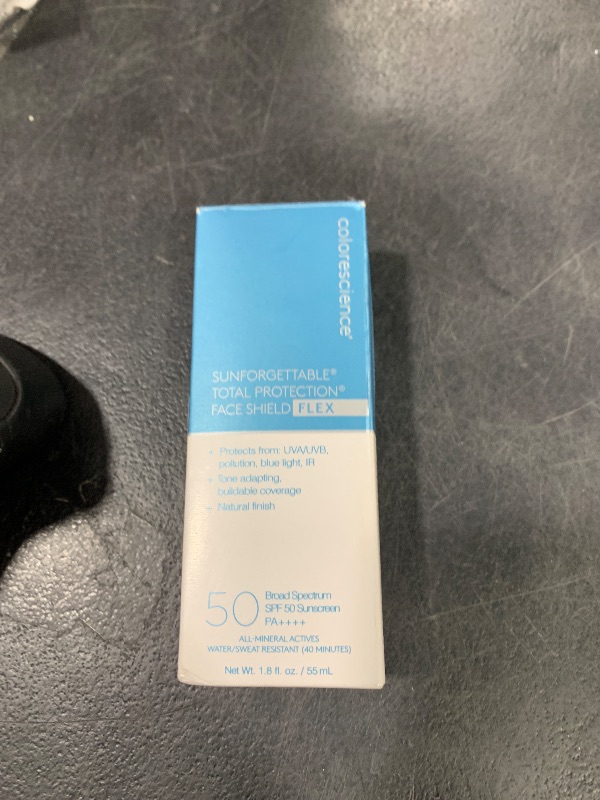 colorescience®
SUNFORGETTABLE®
TOTAL PROTECTION®
FACE SHIELD FLEX
+ Protects from: UVA/UVB,
pollution, blue light, IR
+ Tone adapting,
buildable coverage
+ Natural finish
50
Broad Spectrum
SPF 50 Sunscreen
PA++++
ALL-MINERAL ACTIVES
WATER/SWEAT RESISTANT (40 MINUTES)
Net Wt. 1.8 fl. oz. / 55 mL